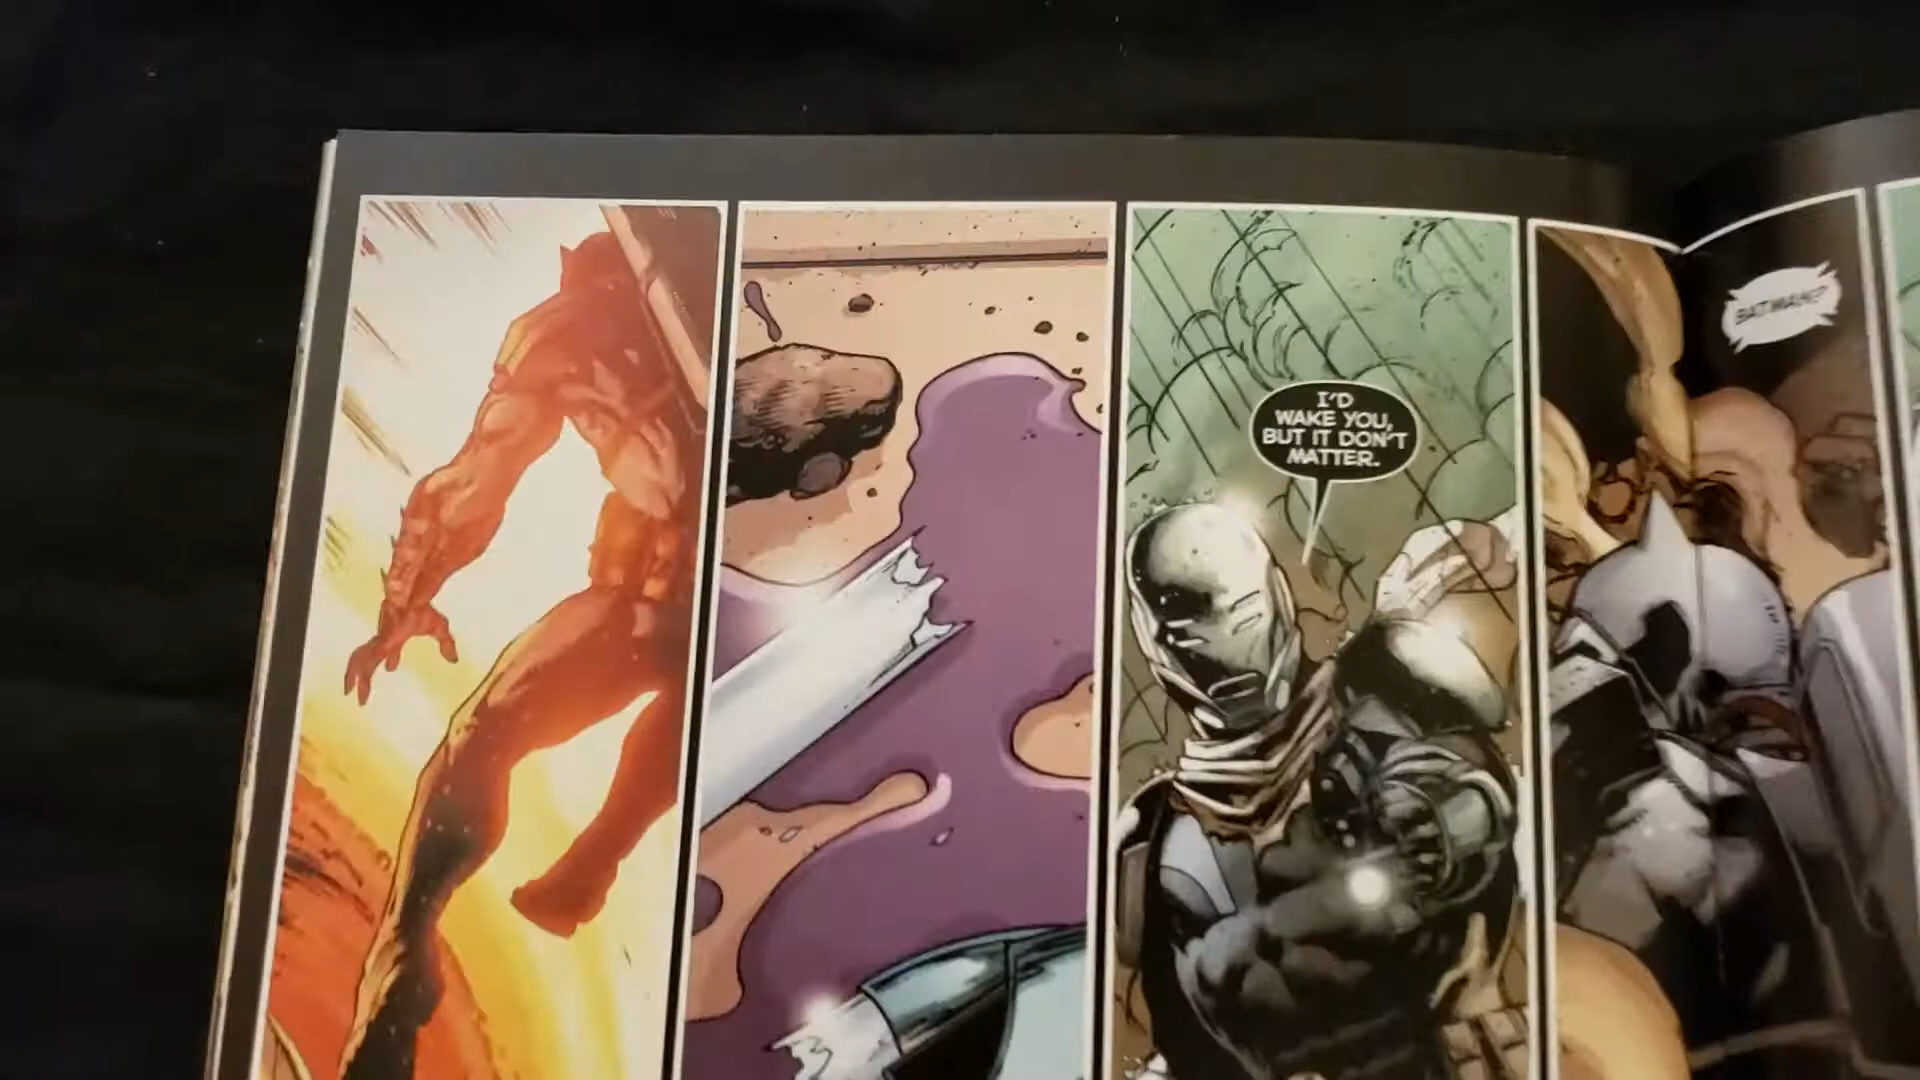 I'D
WAKE YOU,
BUT IT DON'T
MATTER.
BATMAN?